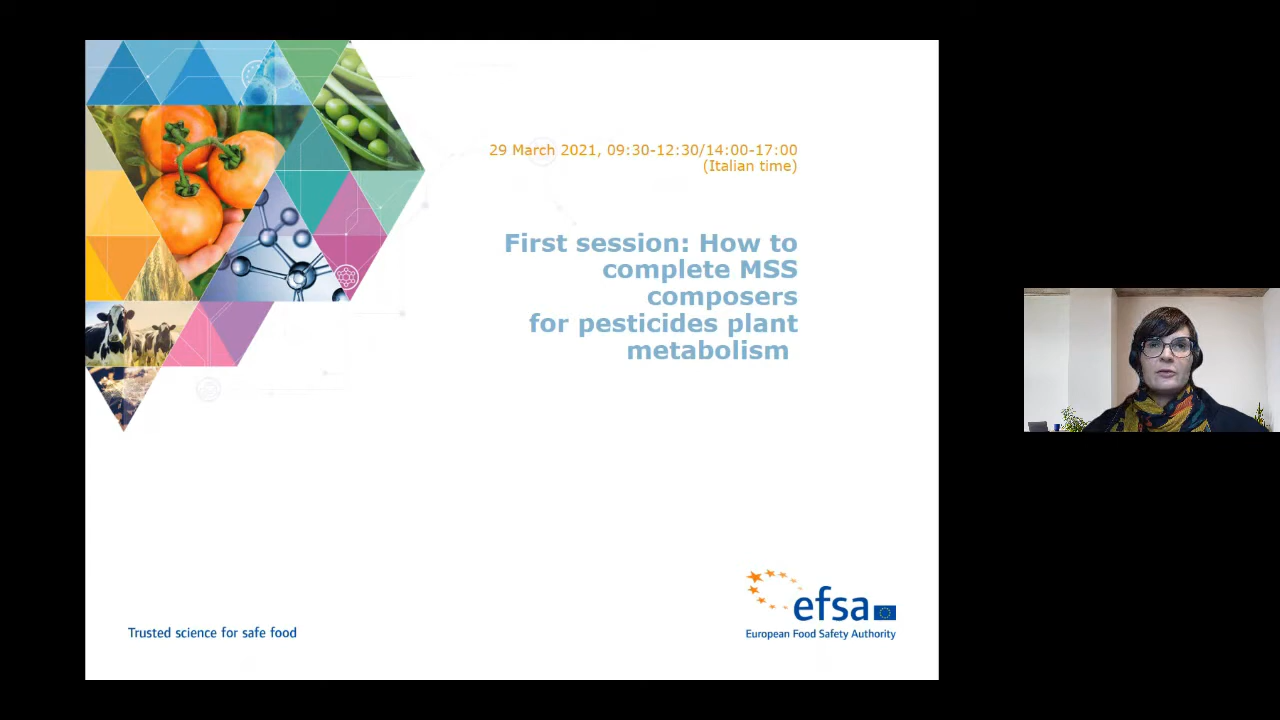 29 March 2021, 09:30-12:30/14:00-17:00
(Italian time)
First session: How to
complete MSS
composers
for pesticides plant
metabolism
Trusted science for safe food
efsa
European Food Safety Authority